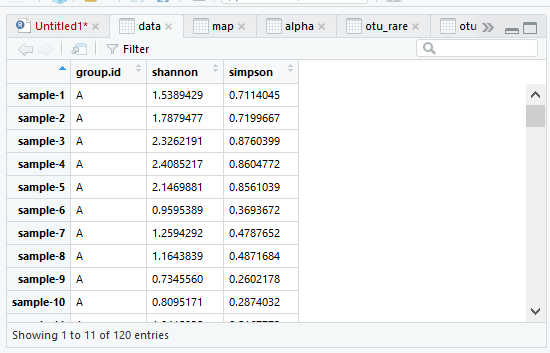 Untitled1* data map alpha otu_rare otu
Filter
group.id shannon simpson
sample-1 A 1.5389429 0.7114045
sample-2 A 1.7879477 0.7199667
sample-3 A 2.3262191 0.8760399
sample-4 A 2.4085217 0.8604772
sample-5 A 2.1469881 0.8561039
sample-6 A 0.9595389 0.3693672
sample-7 A 1.2594292 0.4787652
sample-8 A 1.1643839 0.4871684
sample-9 A 0.7345560 0.2602178
sample-10 A 0.8095171 0.2874032
Showing 1 to 11 of 120 entries